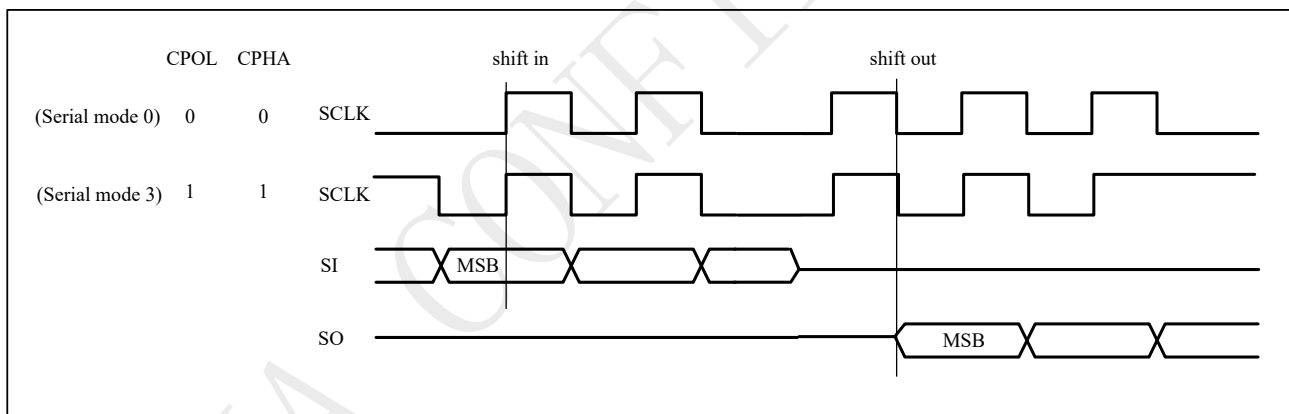 CPOL CPHA shift in shift out
(Serial mode 0) 0 0 SCLK
(Serial mode 3) 1 1 SCLK
SI MSB
SO MSB